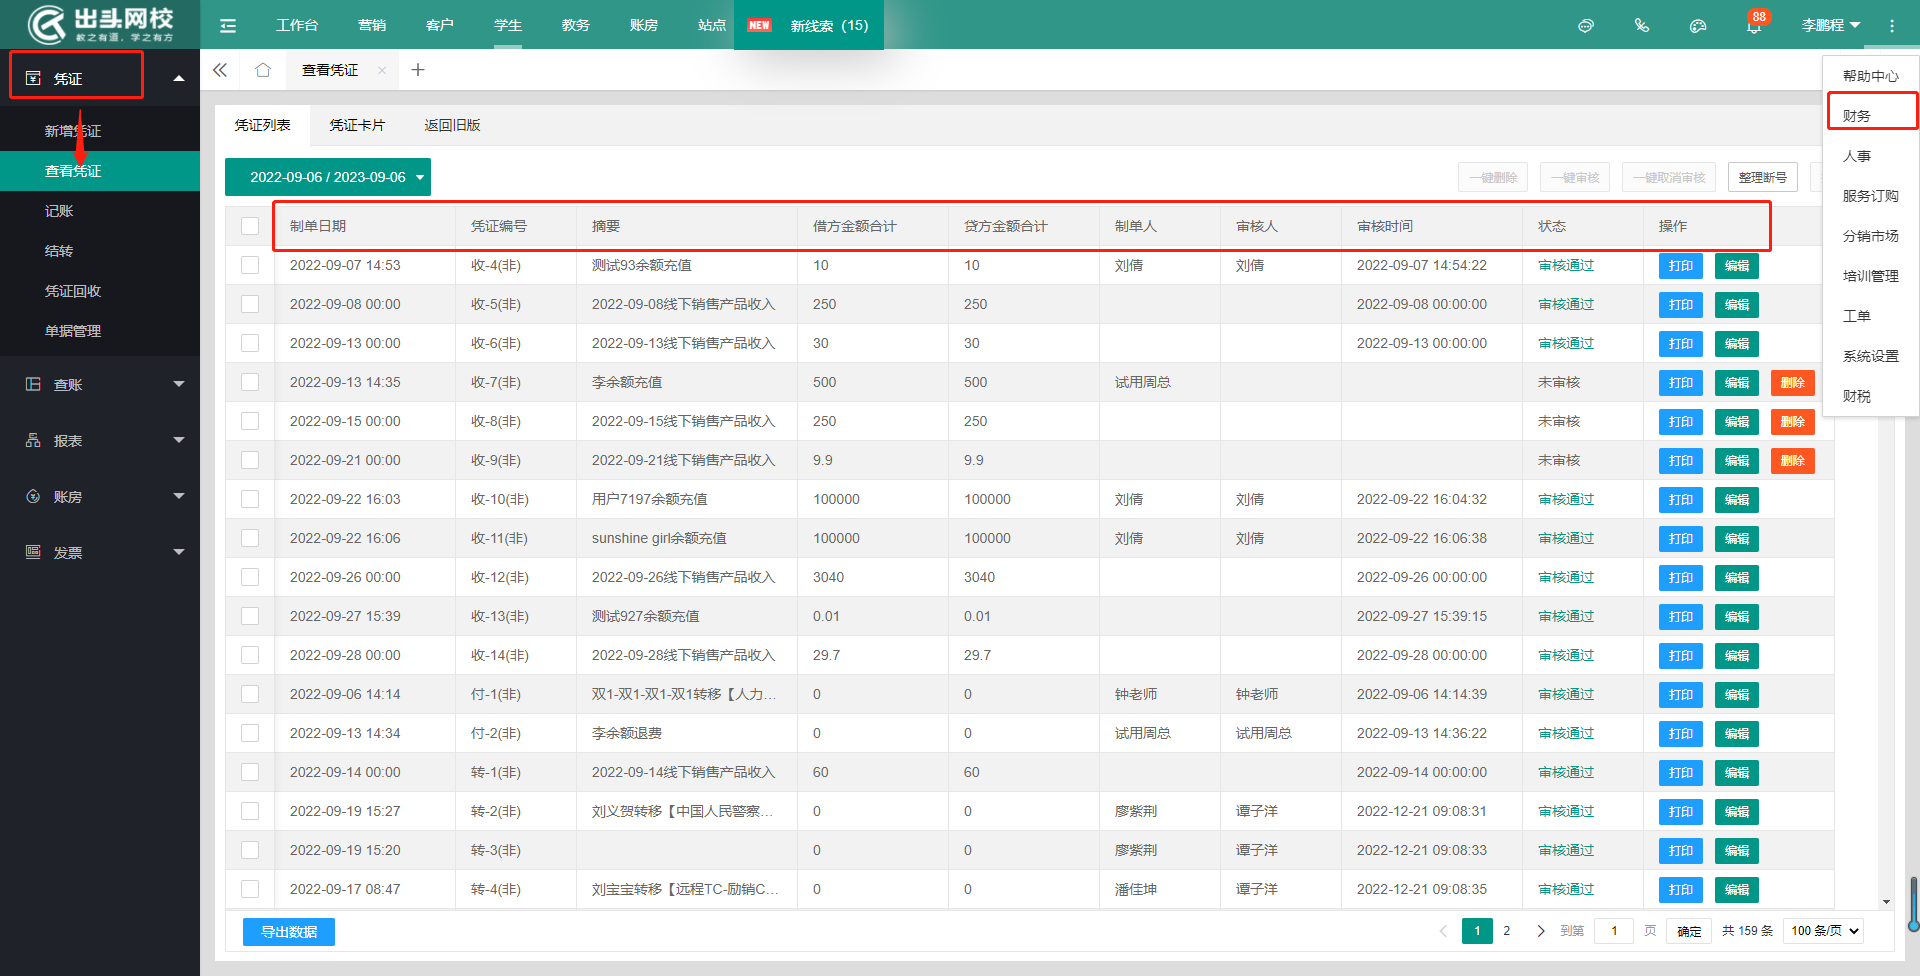 出头网校
教之有道，学之有方
工作台 营销 客户 学生 教务 账房 站点 NEW 新线索（15） 88 李鹏程
凭证
新增凭证
查看凭证
记账
结转
凭证回收
单据管理
查账
报表
账房
发票
查看凭证
帮助中心
财务
人事
服务订购
分销市场
培训管理
工单
系统设置
财税
凭证列表 凭证卡片 返回旧版
2022-09-06 / 2023-09-06 一键删除 一键审核 一键取消审核 整理断号
制单日期 凭证编号 摘要 借方金额合计 贷方金额合计 制单人 审核人 审核时间 状态 操作
2022-09-07 14:53 收-4(非) 测试93余额充值 10 10 刘倩 刘倩 2022-09-07 14:54:22 审核通过 打印 编辑
2022-09-08 00:00 收-5(非) 2022-09-08线下销售产品收入 250 250 2022-09-08 00:00:00 审核通过 打印 编辑
2022-09-13 00:00 收-6(非) 2022-09-13线下销售产品收入 30 30 2022-09-13 00:00:00 审核通过 打印 编辑
2022-09-13 14:35 收-7(非) 李余额充值 500 500 试用周总 未审核 打印 编辑 删除
2022-09-15 00:00 收-8(非) 2022-09-15线下销售产品收入 250 250 未审核 打印 编辑 删除
2022-09-21 00:00 收-9(非) 2022-09-21线下销售产品收入 9.9 9.9 未审核 打印 编辑 删除
2022-09-22 16:03 收-10(非) 用户7197余额充值 100000 100000 刘倩 刘倩 2022-09-22 16:04:32 审核通过 打印 编辑
2022-09-22 16:06 收-11(非) sunshine girl余额充值 100000 100000 刘倩 刘倩 2022-09-22 16:06:38 审核通过 打印 编辑
2022-09-26 00:00 收-12(非) 2022-09-26线下销售产品收入 3040 3040 2022-09-26 00:00:00 审核通过 打印 编辑
2022-09-27 15:39 收-13(非) 测试927余额充值 0.01 0.01 2022-09-27 15:39:15 审核通过 打印 编辑
2022-09-28 00:00 收-14(非) 2022-09-28线下销售产品收入 29.7 29.7 2022-09-28 00:00:00 审核通过 打印 编辑
2022-09-06 14:14 付-1(非) 双1-双1-双1-双1转移【人力... 0 0 钟老师 钟老师 2022-09-06 14:14:39 审核通过 打印 编辑
2022-09-13 14:34 付-2(非) 李余额退费 0 0 试用周总 试用周总 2022-09-13 14:36:22 审核通过 打印 编辑
2022-09-14 00:00 转-1(非) 2022-09-14线下销售产品收入 60 60 2022-09-14 00:00:00 审核通过 打印 编辑
2022-09-19 15:27 转-2(非) 刘义贺转移【中国人民警察... 0 0 廖紫荆 谭子洋 2022-12-21 09:08:31 审核通过 打印 编辑
2022-09-19 15:20 转-3(非) 0 0 廖紫荆 谭子洋 2022-12-21 09:08:33 审核通过 打印 编辑
2022-09-17 08:47 转-4(非) 刘宝宝转移【远程TC-励销C... 0 0 潘佳坤 谭子洋 2022-12-21 09:08:35 审核通过 打印 编辑
导出数据 1 2 到第 1 页 确定 共 159 条 100 条/页